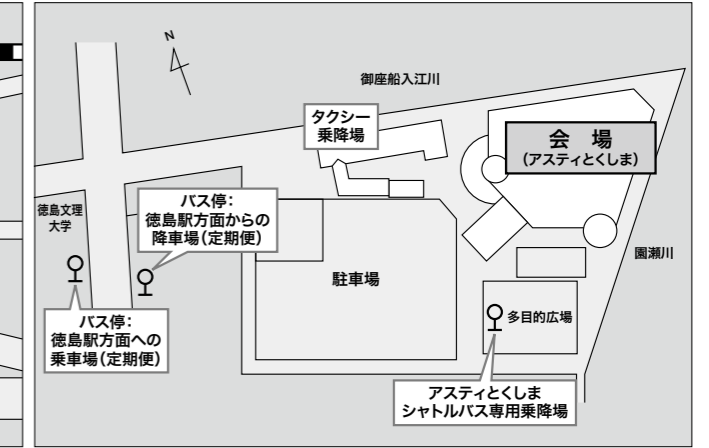 N
御座船入江川
タクシー
乗降場
会 場
（アスティとくしま）
徳島文理
大学
バス停：
徳島駅方面からの
降車場（定期便）
園瀬川
駐車場
バス停：
徳島駅方面への
乗車場（定期便）
多目的広場
アスティとくしま
シャトルバス専用乗降場